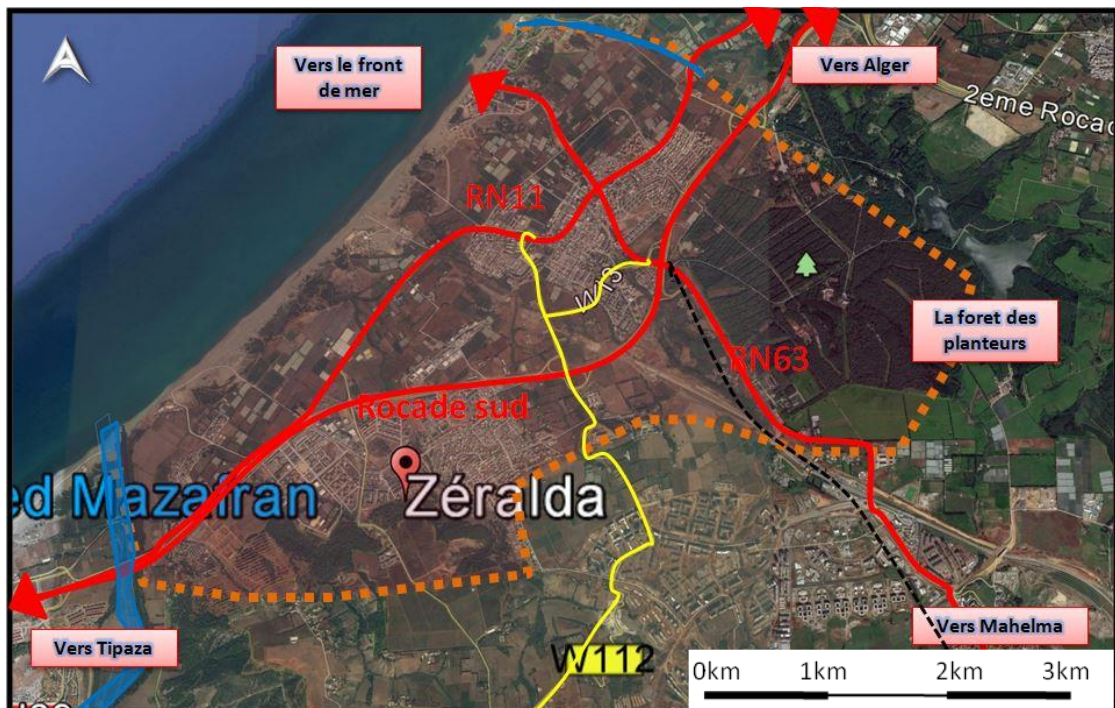 Vers le front
de mer
Vers Alger
2eme Rocad
RN11
W13
La foret des
planteurs
RN63
Rocade sud
ed Mazafran
Zéralda
Vers Tipaza
Vers Mahelma
W112
0km 1km 2km 3km